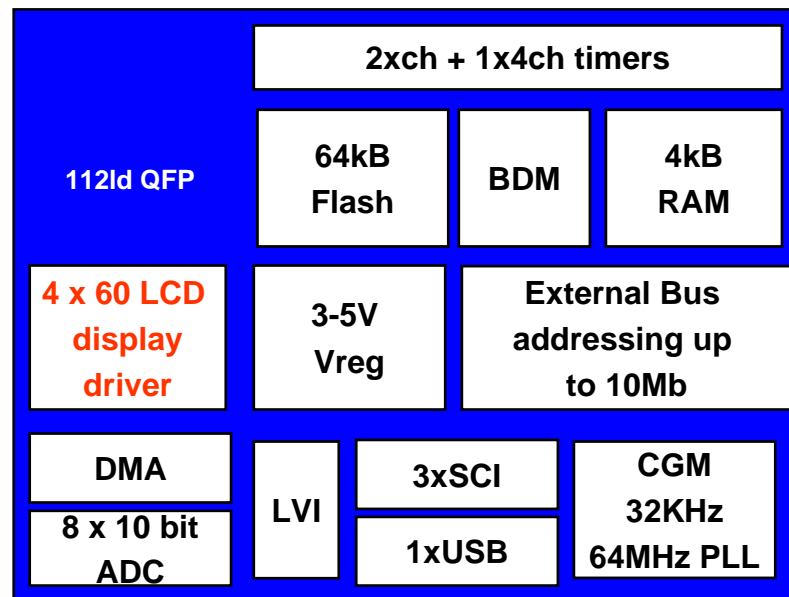 2xch + 1x4ch timers
112ld QFP
64kB
Flash
BDM
4kB
RAM
4 x 60 LCD
display
driver
3-5V
Vreg
External Bus
addressing up
to 10Mb
DMA
8 x 10 bit
ADC
LVI
3xSCI
1xUSB
CGM
32KHz
64MHz PLL